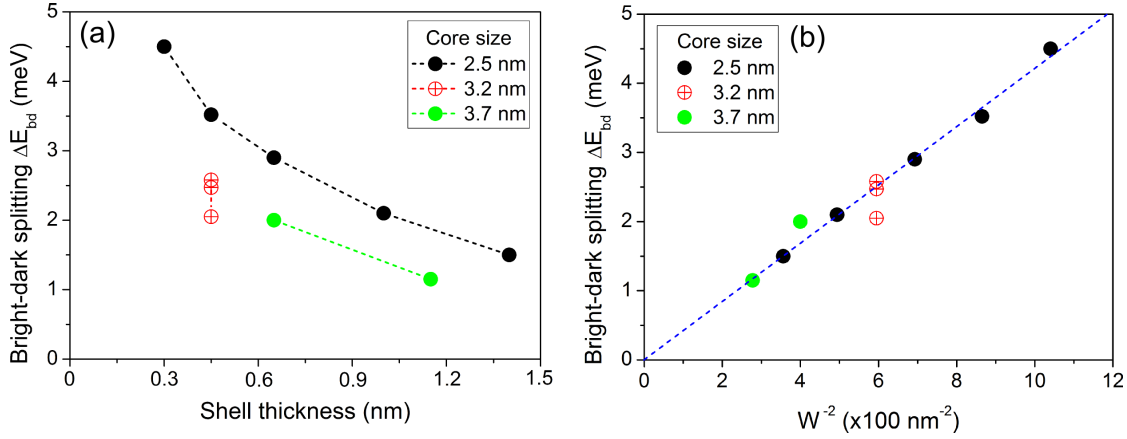 (a)
Core size
2.5 nm
3.2 nm
3.7 nm
5
4
3
2
1
0
0
0.3
0.6
0.9
1.2
1.5
Bright-dark splitting ΔE_bd (meV)
Shell thickness (nm)
(b)
Core size
2.5 nm
3.2 nm
3.7 nm
5
4
3
2
1
0
0
2
4
6
8
10
12
Bright-dark splitting ΔE_bd (meV)
W⁻² (x100 nm⁻²)